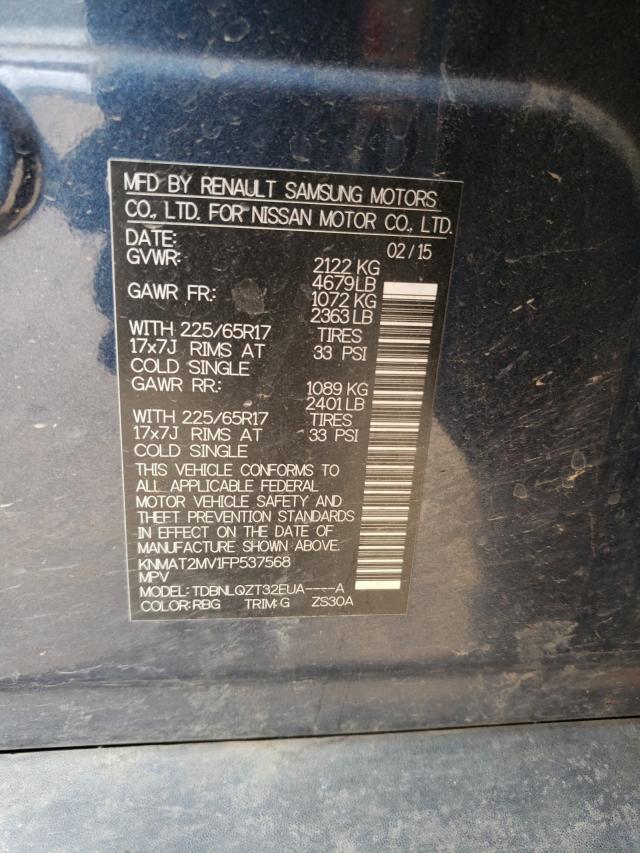 MFD BY RENAULT SAMSUNG MOTORS
CO., LTD. FOR NISSAN MOTOR CO., LTD.
DATE: 02/15
GVWR: 2122 KG
4679LB
GAWR FR: 1072 KG
2363LB
WITH 225/65R17 TIRES
17x7J RIMS AT 33 PSI
COLD SINGLE
GAWR RR: 1089 KG
2401LB
WITH 225/65R17 TIRES
17x7J RIMS AT 33 PSI
COLD SINGLE
THIS VEHICLE CONFORMS TO
ALL APPLICABLE FEDERAL
MOTOR VEHICLE SAFETY AND
THEFT PREVENTION STANDARDS
IN EFFECT ON THE DATE OF
MANUFACTURE SHOWN ABOVE.
KNMAT2MV1FP537568
MPV
MODEL:TDBNLQZT32EUA----A
COLOR:RBG TRIM:G ZS30A